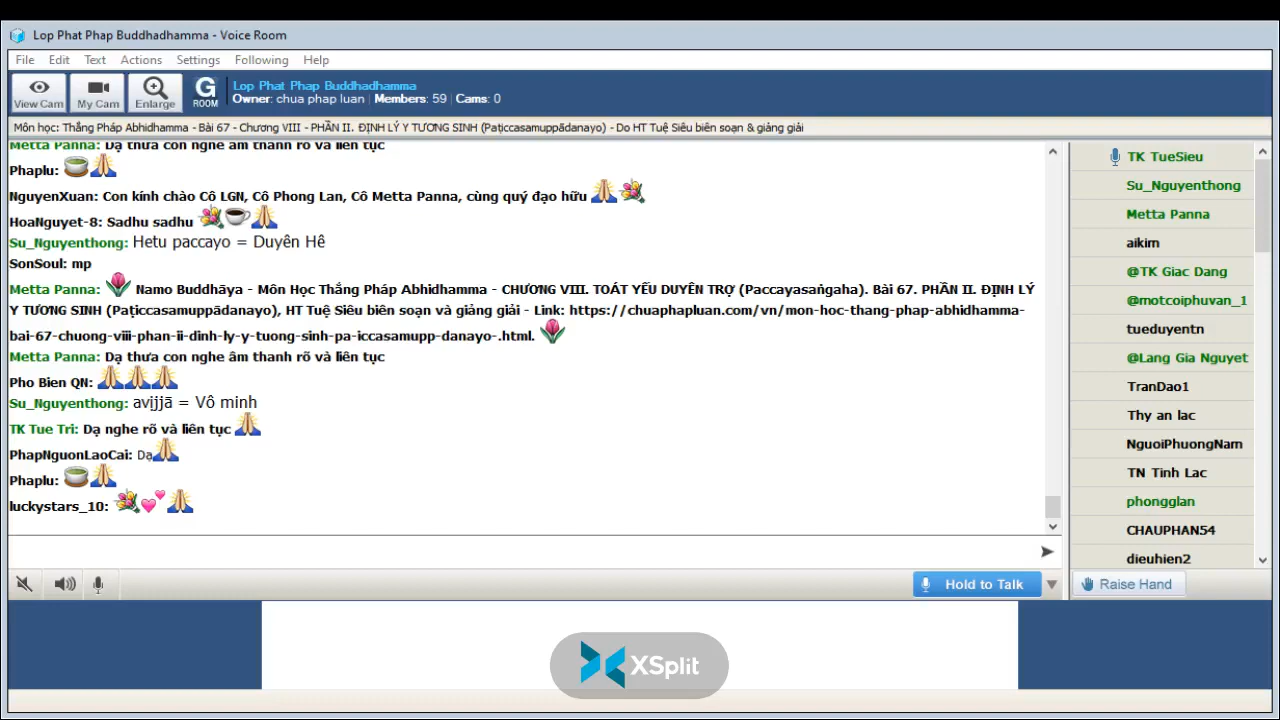 Lop Phat Phap Buddhadhamma - Voice Room
File Edit Text Actions Settings Following Help
View Cam My Cam Enlarge G ROOM
Lop Phat Phap Buddhadhamma
Owner: chua phap luan | Members: 59 | Cams: 0
Môn học: Thắng Pháp Abhidhamma - Bài 67 - Chương VIII - PHẦN II. ĐỊNH LÝ Y TƯƠNG SINH (Paṭiccasamuppādanayo) - Do HT Tuệ Siêu biên soạn & giảng giải
Metta Panna: Dạ thưa con nghe âm thanh rõ và liên tục
Phaplu:
NguyenXuan: Con kính chào Cô LGN, Cô Phong Lan, Cô Metta Panna, cùng quý đạo hữu
HoaNguyet-8: Sadhu sadhu
Su_Nguyenthong: Hetu paccayo = Duyên Hê
SonSoul: mp
Metta Panna: Namo Buddhāya - Môn Học Thắng Pháp Abhidhamma - CHƯƠNG VIII. TOÁT YẾU DUYÊN TRỢ (Paccayasaṅgaha). Bài 67. PHẦN II. ĐỊNH LÝ
Y TƯƠNG SINH (Paṭiccasamuppādanayo), HT Tuệ Siêu biên soạn và giảng giải - Link: https://chuaphapluan.com/vn/mon-hoc-thang-phap-abhidhamma-
bai-67-chuong-viii-phan-ii-dinh-ly-y-tuong-sinh-pa-iccasamupp-danayo-.html.
Metta Panna: Dạ thưa con nghe âm thanh rõ và liên tục
Pho Bien QN:
Su_Nguyenthong: avijjā = Vô minh
TK Tue Tri: Dạ nghe rõ và liên tục
PhapNguonLaoCai: Dạ
Phaplu:
luckystars_10:
Hold to Talk
TK TueSieu
Su_Nguyenthong
Metta Panna
aikim
@TK Giac Dang
@motcoiphuvan_1
tueduyentn
@Lang Gia Nguyet
TranDao1
Thy an lac
NguoiPhuongNam
TN Tinh Lac
phongglan
CHAUPHAN54
dieuhien2
Raise Hand
XSplit